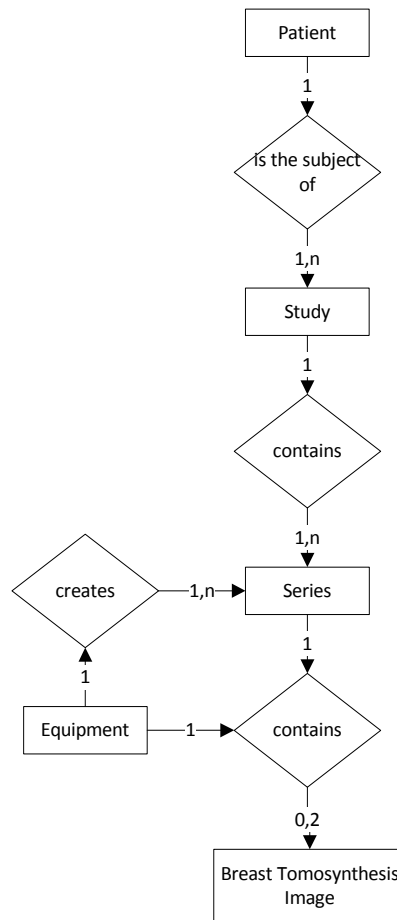 Patient
1
is the subject
of
1,n
Study
1
contains
1,n
creates
1,n
Series
1
1
Equipment
1
contains
0,2
Breast Tomosynthesis
Image